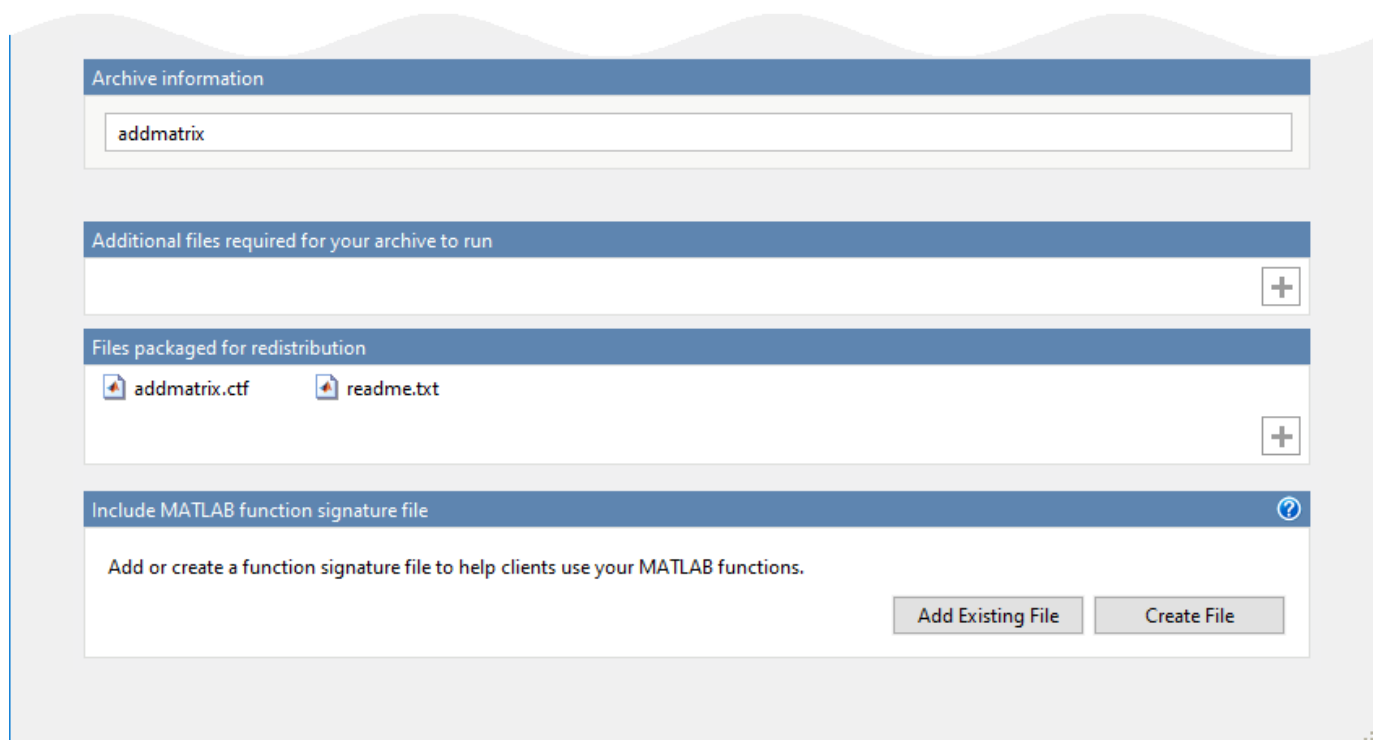 Archive information
addmatrix
Additional files required for your archive to run
Files packaged for redistribution
addmatrix.ctf readme.txt
Include MATLAB function signature file
Add or create a function signature file to help clients use your MATLAB functions.
Add Existing File Create File